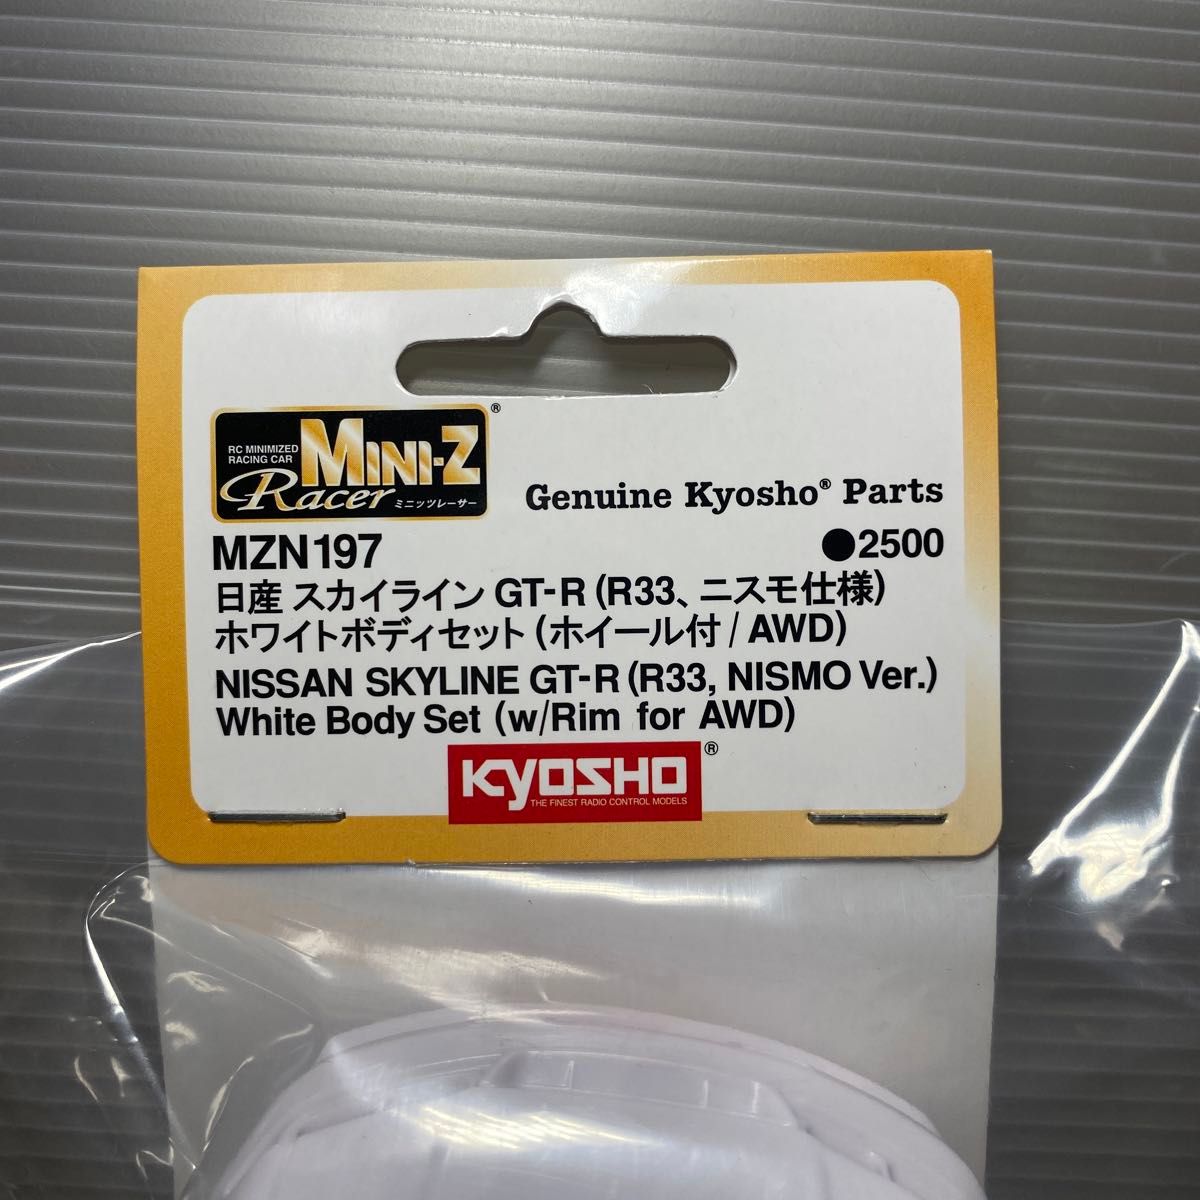 RC MINIMIZED
RACING CAR
MINI-Z®
Racer ミニッツレーサー
Genuine Kyosho® Parts
MZN197
●2500
日産 スカイライン GT-R (R33、ニスモ仕様)
ホワイトボディセット (ホイール付 / AWD)
NISSAN SKYLINE GT-R (R33, NISMO Ver.)
White Body Set (w/Rim for AWD)
KYOSHO®
THE FINEST RADIO CONTROL MODELS